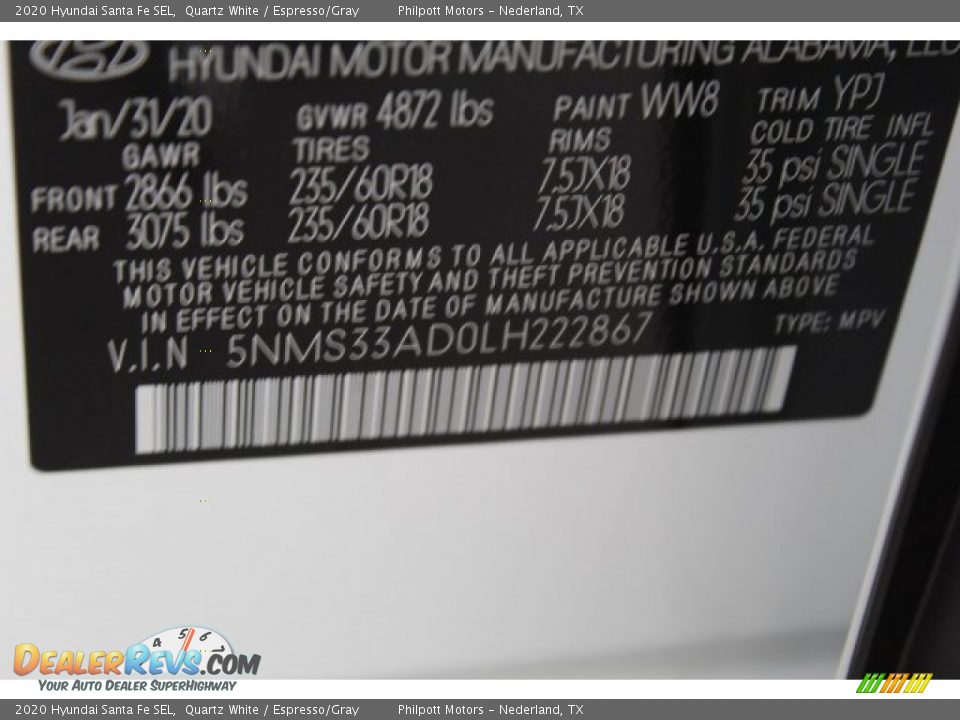 2020 Hyundai Santa Fe SEL, Quartz White / Espresso/Gray Philpott Motors - Nederland, TX
HYUNDAI MOTOR MANUFACTURING ALABAMA, LLC
Jan/31/20 GVWR 4872 lbs PAINT WW8 TRIM YPJ
GAWR TIRES RIMS COLD TIRE INFL
FRONT 2866 lbs 235/60R18 7.5JX18 35 psi SINGLE
REAR 3075 lbs 235/60R18 7.5JX18 35 psi SINGLE
THIS VEHICLE CONFORMS TO ALL APPLICABLE U.S.A. FEDERAL
MOTOR VEHICLE SAFETY AND THEFT PREVENTION STANDARDS
IN EFFECT ON THE DATE OF MANUFACTURE SHOWN ABOVE
V.I.N 5NMS33AD0LH222867 TYPE: MPV
4 5 6
DEALERREVS.COM
YOUR AUTO DEALER SUPERHIGHWAY
2020 Hyundai Santa Fe SEL, Quartz White / Espresso/Gray Philpott Motors - Nederland, TX